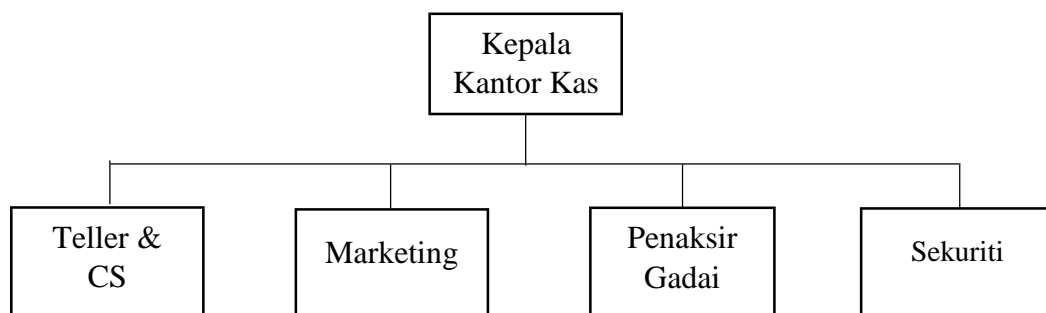 Kepala
Kantor Kas
Teller &
CS
Marketing
Penaksir
Gadai
Sekuriti